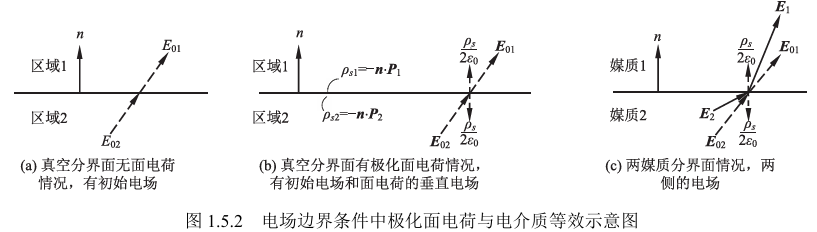 n
E₀₁
区域1
区域2
E₀₂
(a) 真空分界面无面电荷
情况，有初始电场
n
ρₛ/2ε₀
E₀₁
区域1
ρₛ₁=−n·P₁
区域2
ρₛ₂=−n·P₂
E₀₂
ρₛ/2ε₀
(b) 真空分界面有极化面电荷情况，
有初始电场和面电荷的垂直电场
E₁
n
ρₛ/2ε₀
E₀₁
媒质1
媒质2
E₂
E₀₂
ρₛ/2ε₀
(c) 两媒质分界面情况，两
侧的电场
图 1.5.2 电场边界条件中极化面电荷与电介质等效示意图